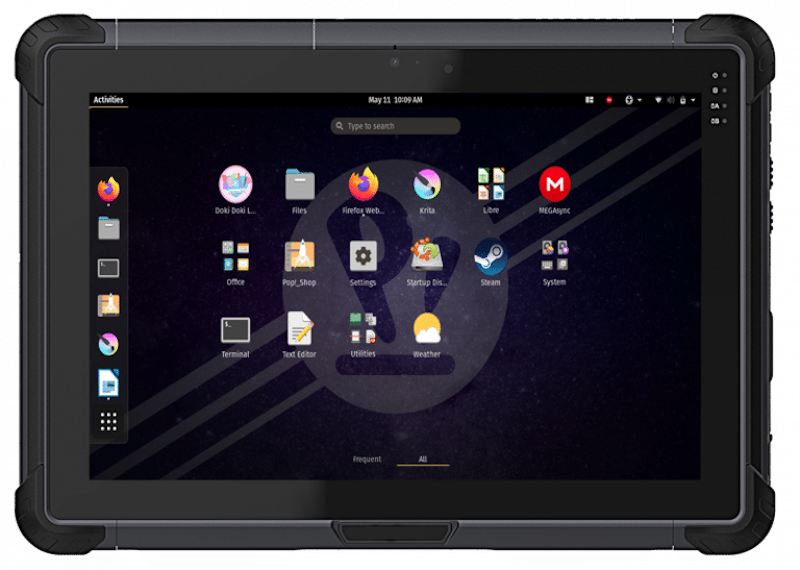 Activities
May 11 10:09 AM
Type to search
Doki Doki L...
Files
Firefox Web...
Krita
Libre
MEGAsync
Office
Pop!_Shop
Settings
Startup Dis...
Steam
System
Terminal
Text Editor
Utilities
Weather
Frequent
All